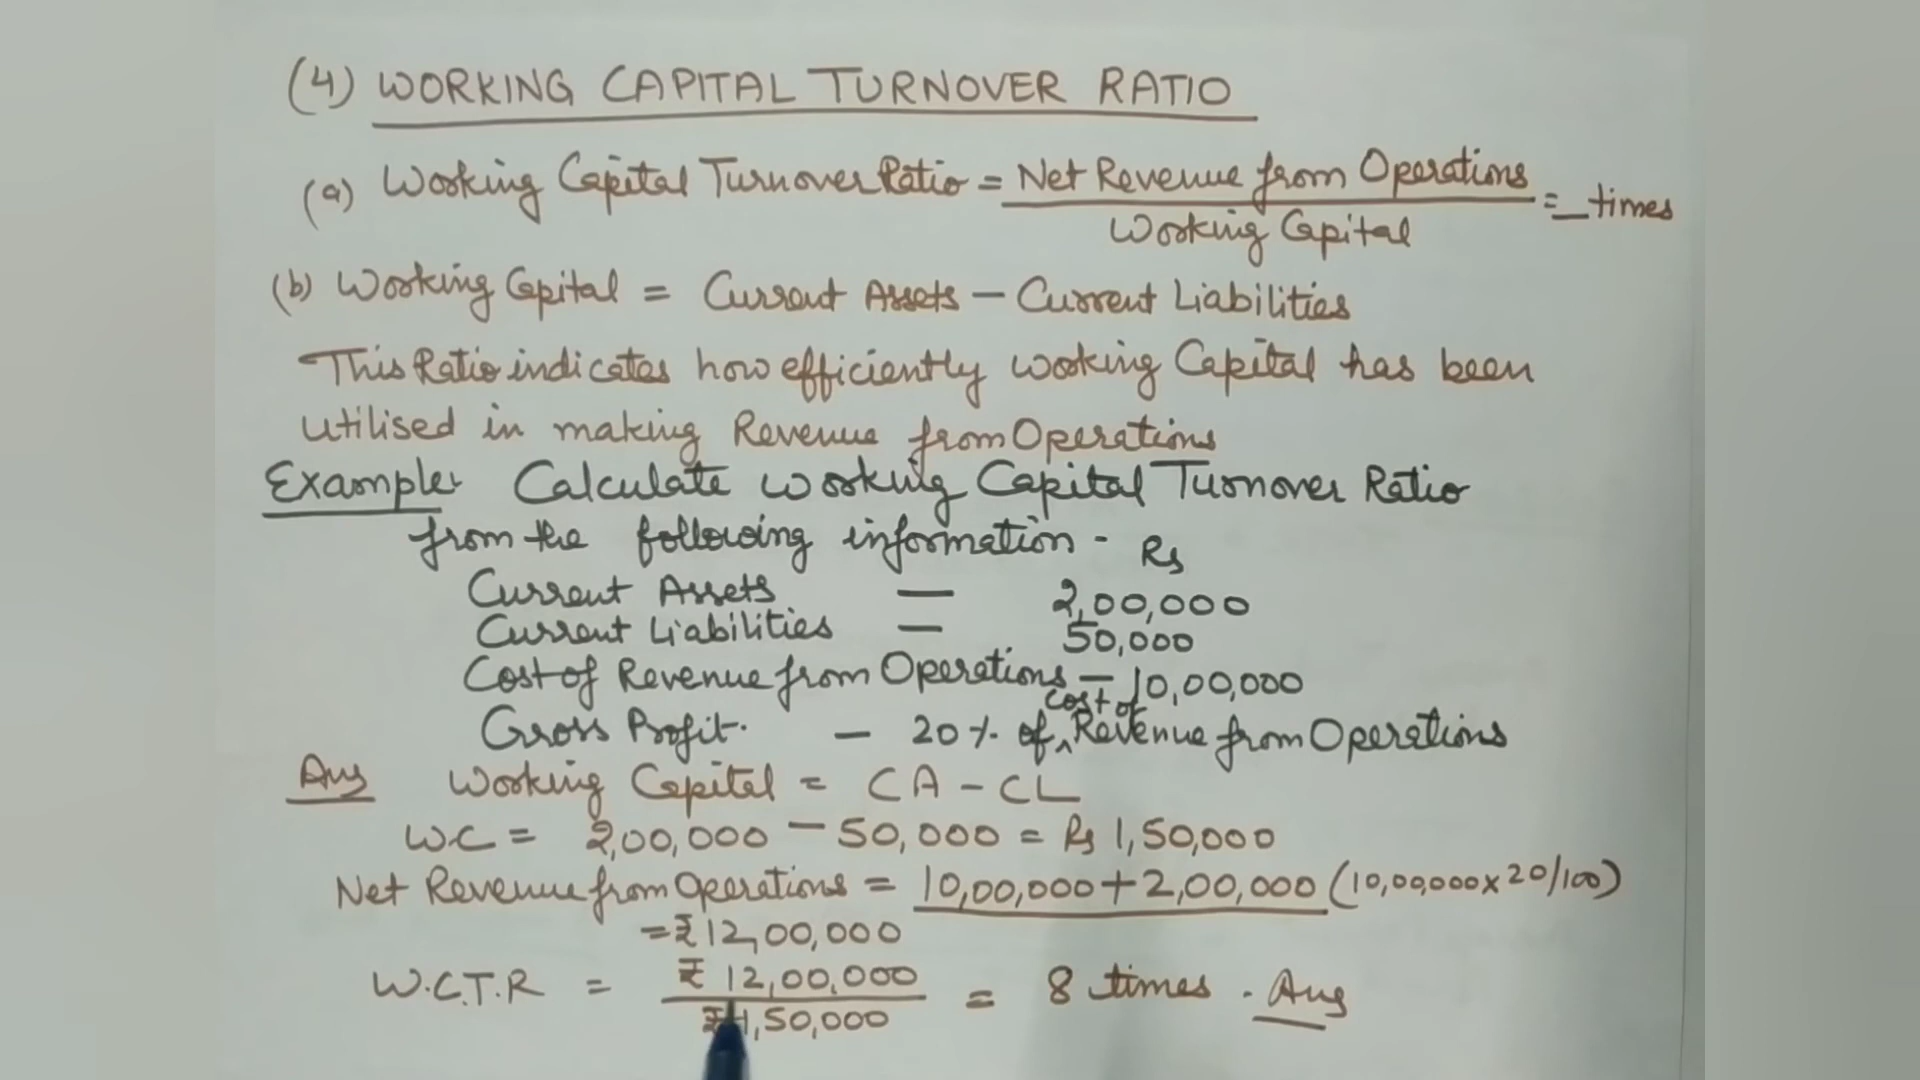 (4) WORKING CAPITAL TURNOVER RATIO
(a) Working Capital Turnover Ratio = Net Revenue from Operations = _ times
Working Capital
(b) Working Capital = Current Assets – Current Liabilities
This Ratio indicates how efficiently working Capital has been
utilised in making Revenue from Operations
Example: Calculate working Capital Turnover Ratio
from the following information - Rs
Current Assets — 2,00,000
Current Liabilities — 50,000
Cost of Revenue from Operations – 10,00,000
cost of
Gross Profit. — 20% of ^ Revenue from Operations
Ans Working Capital = CA - CL
WC = 2,00,000 – 50,000 = Rs 1,50,000
Net Revenue from Operations = 10,00,000 + 2,00,000 (10,00,000 x 20/100)
= ₹ 12,00,000
W.C.T.R = ₹ 12,00,000 = 8 times. Ans
₹ 1,50,000